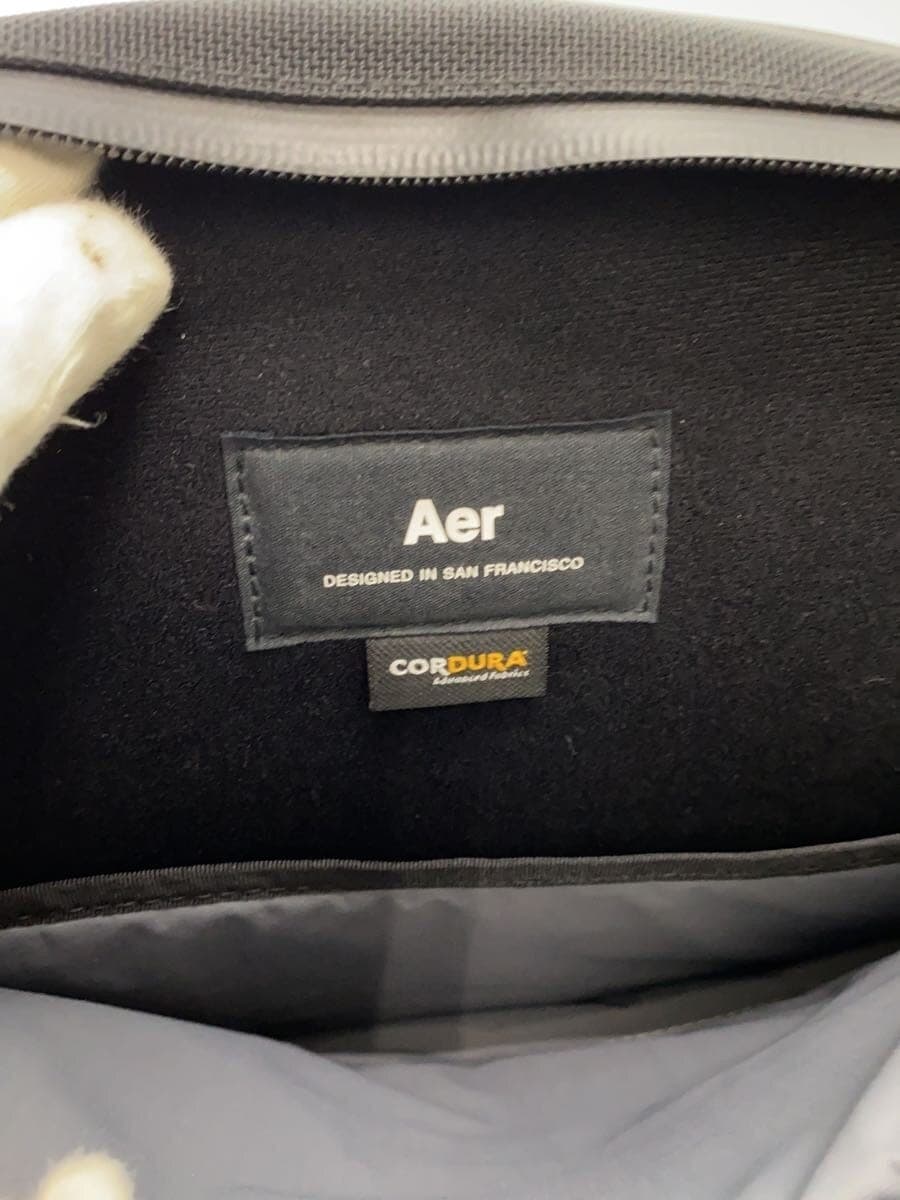 Aer
DESIGNED IN SAN FRANCISCO
CORDURA
Advanced Fabrics